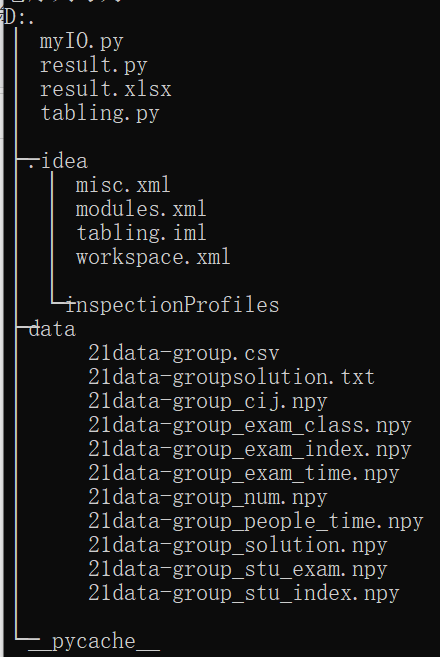 D:.
myIO.py
result.py
result.xlsx
tabling.py
.idea
misc.xml
modules.xml
tabling.iml
workspace.xml
inspectionProfiles
data
21data-group.csv
21data-groupsolution.txt
21data-group_cij.npy
21data-group_exam_class.npy
21data-group_exam_index.npy
21data-group_exam_time.npy
21data-group_num.npy
21data-group_people_time.npy
21data-group_solution.npy
21data-group_stu_exam.npy
21data-group_stu_index.npy
__pycache__